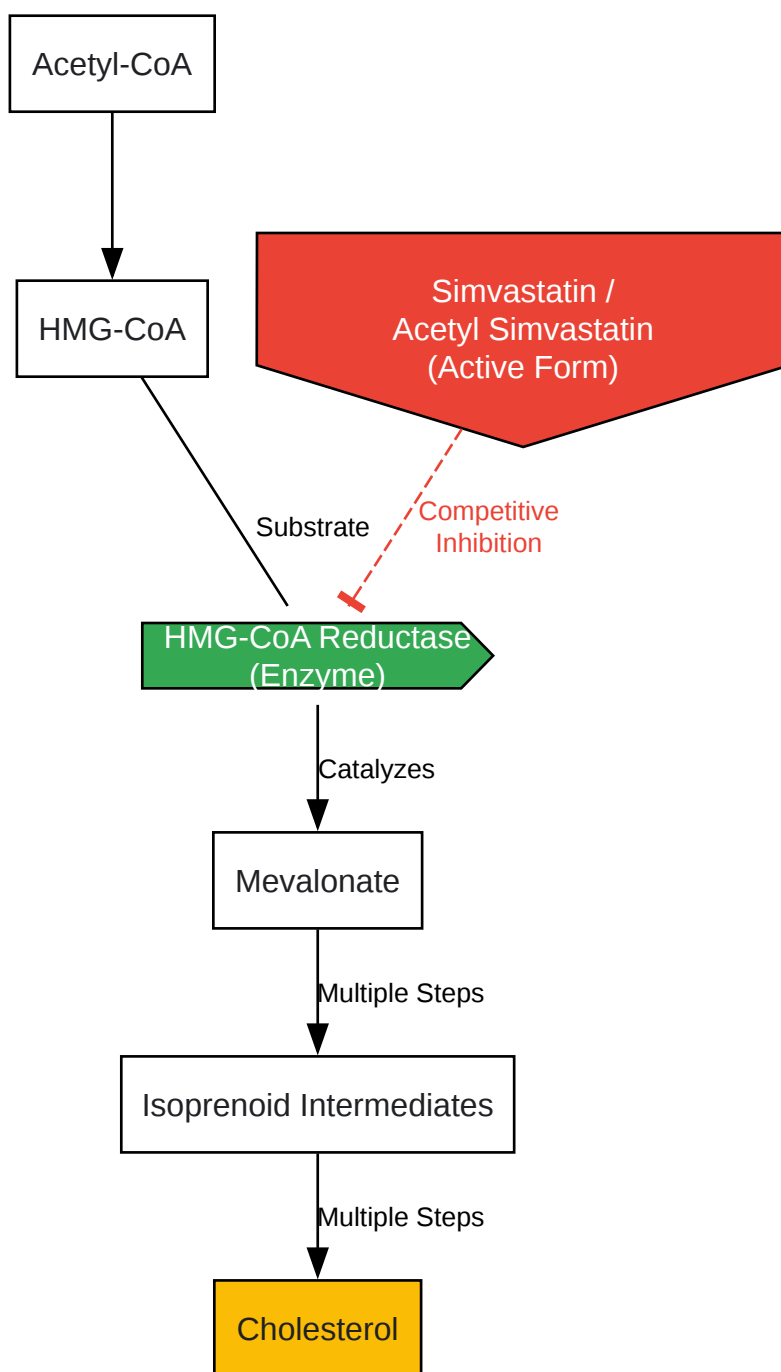 Acetyl-CoA
HMG-CoA
Simvastatin /
Acetyl Simvastatin
(Active Form)
Substrate
Competitive
Inhibition
HMG-CoA Reductase
(Enzyme)
Catalyzes
Mevalonate
Multiple Steps
Isoprenoid Intermediates
Multiple Steps
Cholesterol